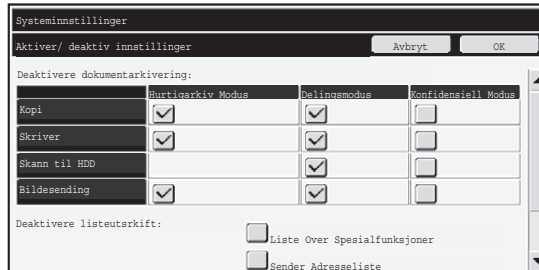 Systeminnstillinger
Aktiver/ deaktiv innstillinger Avbryt OK
Deaktivere dokumentarkivering:
Hurtigarkiv Modus Delingsmodus Konfidensiell Modus
Kopi
Skriver
Skann til HDD
Bildesending
Deaktivere listeutsrkift:
Liste Over Spesialfunksjoner
Sender Adresseliste